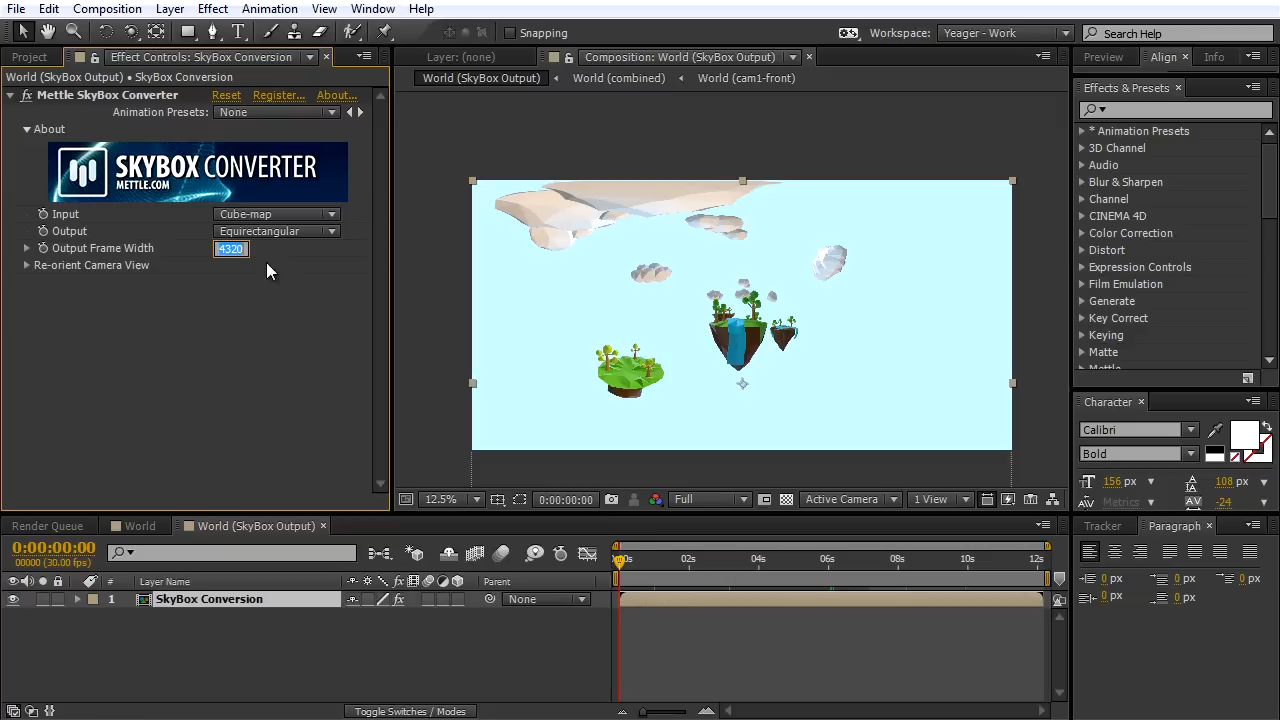 File Edit Composition Layer Effect Animation View Window Help
Snapping Workspace: Yeager - Work Search Help
Project Effect Controls: SkyBox Conversion × Layer: (none) Composition: World (SkyBox Output) × Preview Align × Info
World (SkyBox Output) • SkyBox Conversion World (SkyBox Output) World (combined) World (cam1-front) Effects & Presets ×
fx Mettle SkyBox Converter Reset Register... About...
Animation Presets: None
About
SKYBOX CONVERTER
METTLE.COM
Input Cube-map
Output Equirectangular
Output Frame Width 4320
Re-orient Camera View
* Animation Presets
3D Channel
Audio
Blur & Sharpen
Channel
CINEMA 4D
Color Correction
Distort
Expression Controls
Film Emulation
Generate
Key Correct
Keying
Matte
Character ×
Calibri
Bold
156 px 108 px
Metrics -24
12.5% 0:00:00:00 Full Active Camera 1 View
Render Queue World World (SkyBox Output) × Tracker Paragraph ×
0:00:00:00
00000 (30.00 fps)
02s 04s 06s 08s 10s 12s
# Layer Name fx Parent
1 SkyBox Conversion fx None
0 px 0 px 0 px
0 px 0 px
Toggle Switches / Modes